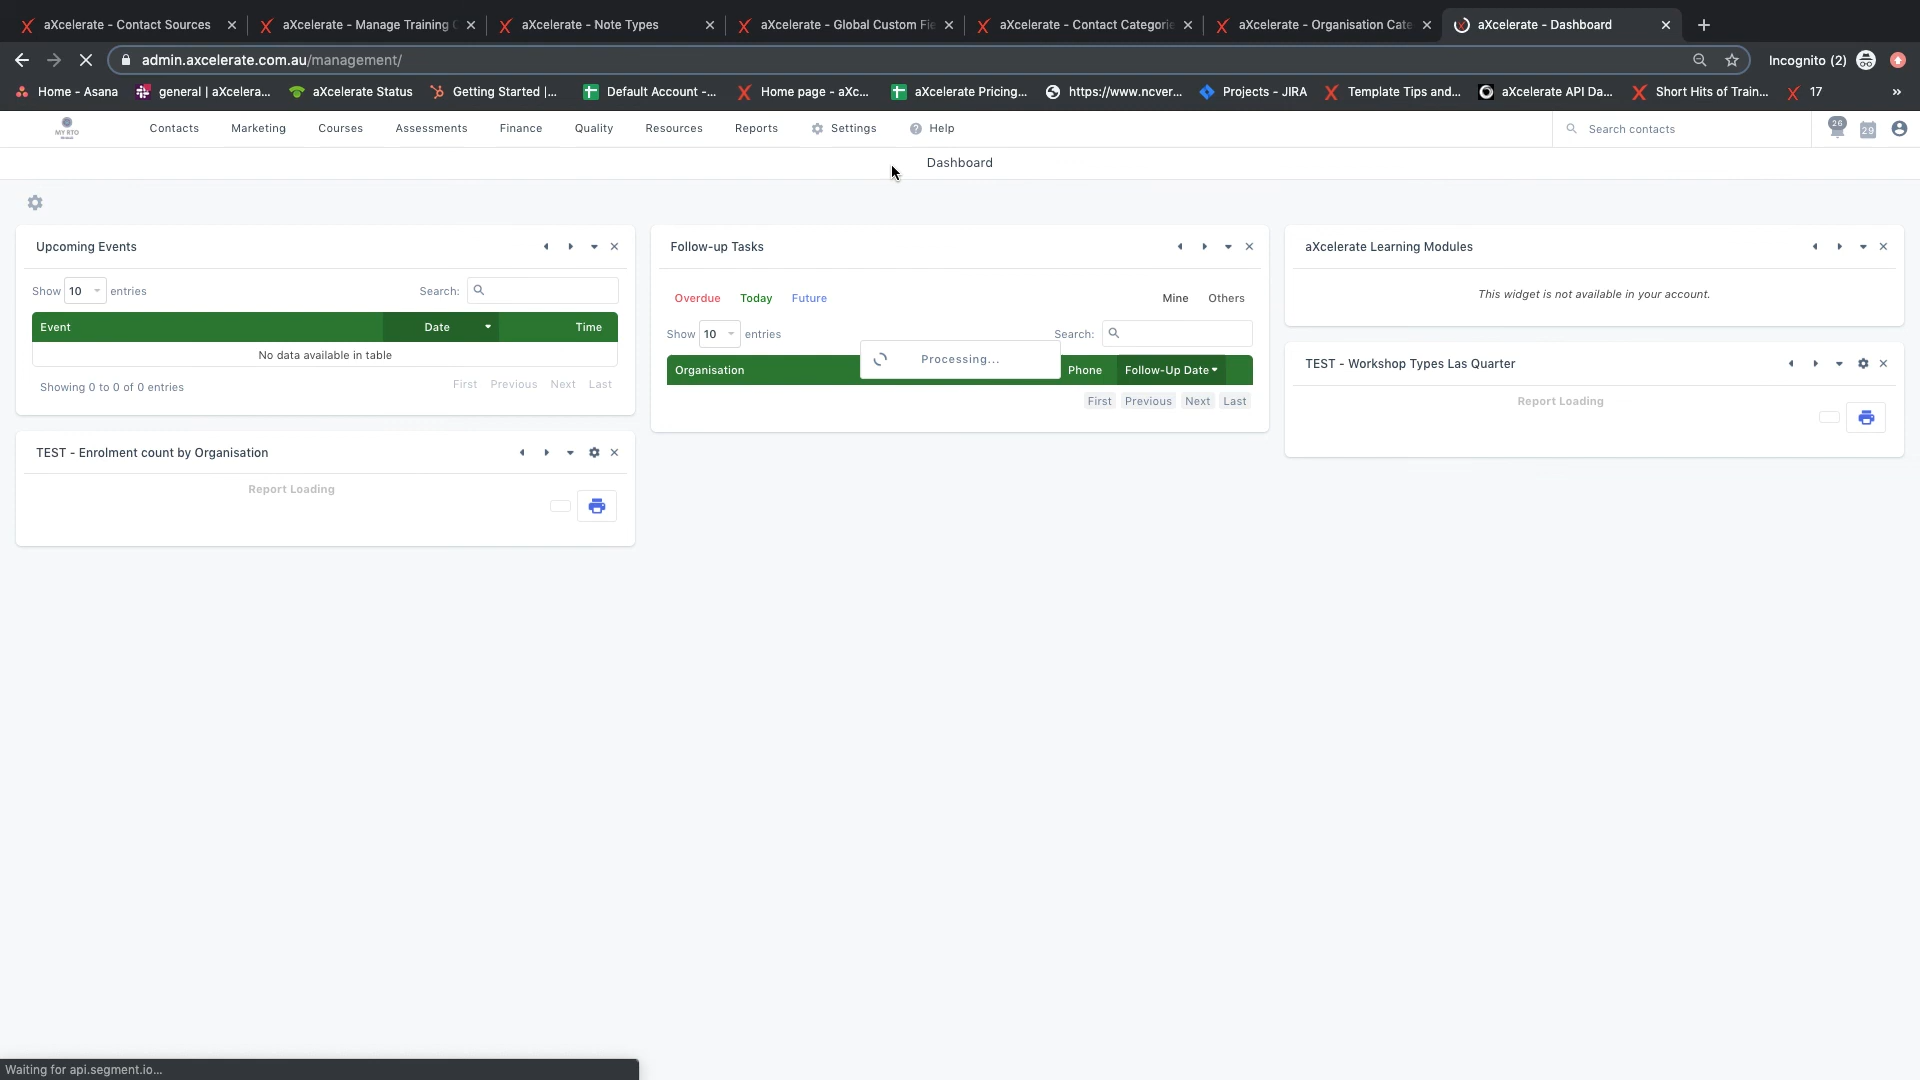 aXcelerate - Contact Sources
aXcelerate - Manage Training C
aXcelerate - Note Types
aXcelerate - Global Custom Fie
aXcelerate - Contact Categorie
aXcelerate - Organisation Cate
aXcelerate - Dashboard
admin.axcelerate.com.au/management/
Incognito (2)
Home - Asana
general | aXcelera...
aXcelerate Status
Getting Started |...
Default Account -...
Home page - aXc...
aXcelerate Pricing...
https://www.ncver...
Projects - JIRA
Template Tips and...
aXcelerate API Da...
Short Hits of Train...
17
»
MY RTO
Contacts
Marketing
Courses
Assessments
Finance
Quality
Resources
Reports
Settings
Help
Search contacts
26
29
Dashboard
Upcoming Events
Show 10 entries
Search:
Event Date Time
No data available in table
Showing 0 to 0 of 0 entries
First Previous Next Last
TEST - Enrolment count by Organisation
Report Loading
Follow-up Tasks
Overdue Today Future
Mine Others
Show 10 entries
Search:
Processing...
Organisation Phone Follow-Up Date
First Previous Next Last
aXcelerate Learning Modules
This widget is not available in your account.
TEST - Workshop Types Las Quarter
Report Loading
Waiting for api.segment.io...